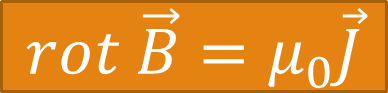 rot B⃗ = μ₀J⃗